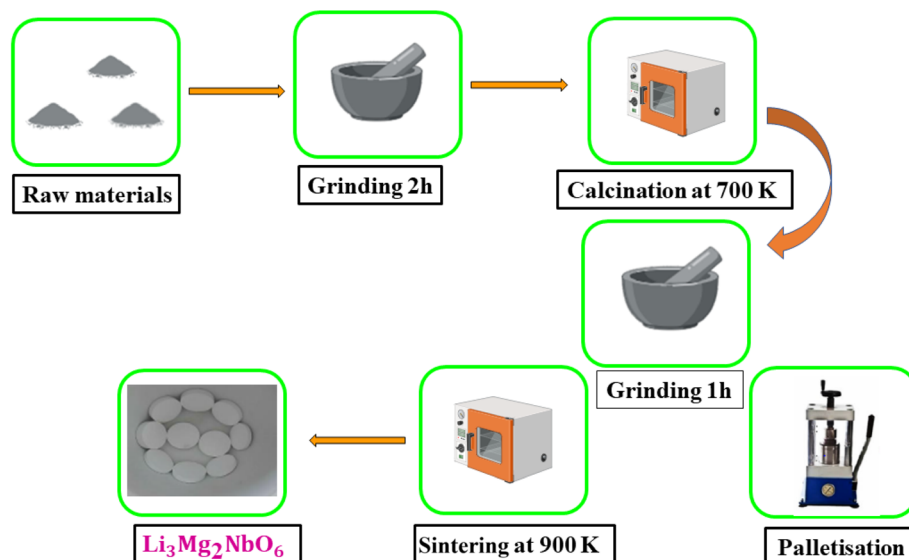 Raw materials
Grinding 2h
Calcination at 700 K
Grinding 1h
Palletisation
Sintering at 900 K
Li₃Mg₂NbO₆